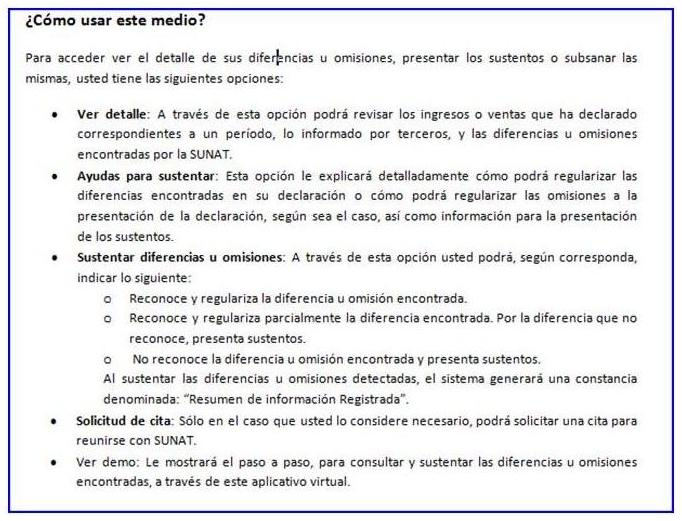 ¿Cómo usar este medio?
Para acceder ver el detalle de sus diferencias u omisiones, presentar los sustentos o subsanar las
mismas, usted tiene las siguientes opciones:
• Ver detalle: A través de esta opción podrá revisar los ingresos o ventas que ha declarado
correspondientes a un período, lo informado por terceros, y las diferencias u omisiones
encontradas por la SUNAT.
• Ayudas para sustentar: Esta opción le explicará detalladamente cómo podrá regularizar las
diferencias encontradas en su declaración o cómo podrá regularizar las omisiones a la
presentación de la declaración, según sea el caso, así como información para la presentación
de los sustentos.
• Sustentar diferencias u omisiones: A través de esta opción usted podrá, según corresponda,
indicar lo siguiente:
o Reconoce y regulariza la diferencia u omisión encontrada.
o Reconoce y regulariza parcialmente la diferencia encontrada. Por la diferencia que no
reconoce, presenta sustentos.
o No reconoce la diferencia u omisión encontrada y presenta sustentos.
Al sustentar las diferencias u omisiones detectadas, el sistema generará una constancia
denominada: “Resumen de información Registrada”.
• Solicitud de cita: Sólo en el caso que usted lo considere necesario, podrá solicitar una cita para
reunirse con SUNAT.
• Ver demo: Le mostrará el paso a paso, para consultar y sustentar las diferencias u omisiones
encontradas, a través de este aplicativo virtual.